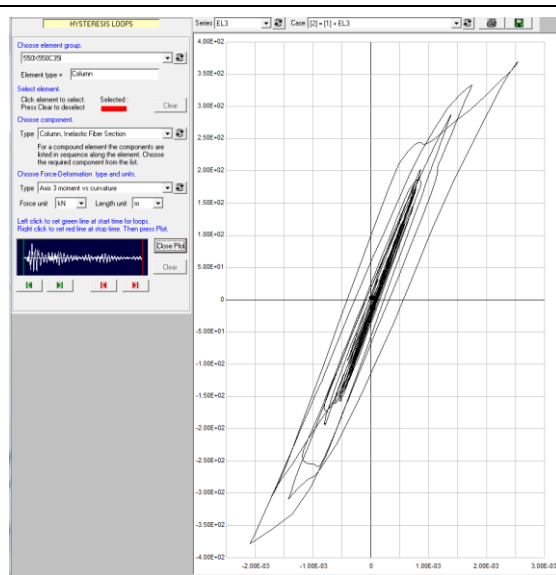 HYSTERESIS LOOPS
Series EL3 Case [2] = [1] + EL3
Choose element group.
550X550C35I
Element type = Column
Select element.
Click element to select. Selected :
Press Clear to deselect Clear
Choose component.
Type Column, Inelastic Fiber Section
For a compound element the components are
listed in sequence along the element. Choose
the required component from the list.
Choose Force-Deformation type and units.
Type Axis 3 moment vs curvature
Force unit kN Length unit m
Left click to set green line at start time for loops.
Right click to set red line at stop time. Then press Plot.
Close Plot
Clear
4.00E+02
3.50E+02
3.00E+02
2.50E+02
2.00E+02
1.50E+02
1.00E+02
5.00E+01
0
-5.00E+01
-1.00E+02
-1.50E+02
-2.00E+02
-2.50E+02
-3.00E+02
-3.50E+02
-4.00E+02
-2.00E-03 -1.00E-03 0 1.00E-03 2.00E-03 3.00E-03